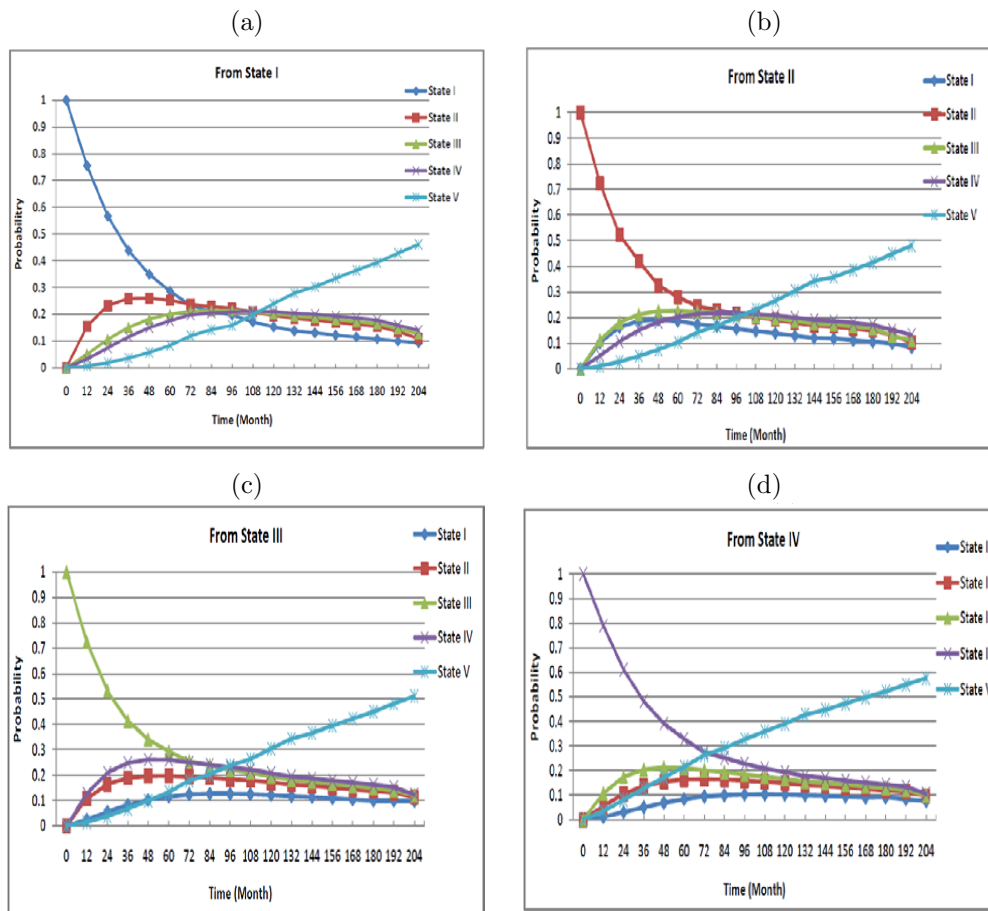 (a)
From State I
State I
State II
State III
State IV
State V
1
0.9
0.8
0.7
0.6
0.5
0.4
0.3
0.2
0.1
0
Probability
0 12 24 36 48 60 72 84 96 108 120 132 144 156 168 180 192 204
Time (Month)
(b)
From State II
State I
State II
State III
State IV
State V
1
0.9
0.8
0.7
0.6
0.5
0.4
0.3
0.2
0.1
0
Probability
0 12 24 36 48 60 72 84 96 108 120 132 144 156 168 180 192 204
Time (Month)
(c)
From State III
State I
State II
State III
State IV
State V
1
0.9
0.8
0.7
0.6
0.5
0.4
0.3
0.2
0.1
0
Probability
0 12 24 36 48 60 72 84 96 108 120 132 144 156 168 180 192 204
Time (Month)
(d)
From State IV
State I
State I
State I
State I
State V
1
0.9
0.8
0.7
0.6
0.5
0.4
0.3
0.2
0.1
0
Probability
0 12 24 36 48 60 72 84 96 108 120 132 144 156 168 180 192 204
Time (Month)